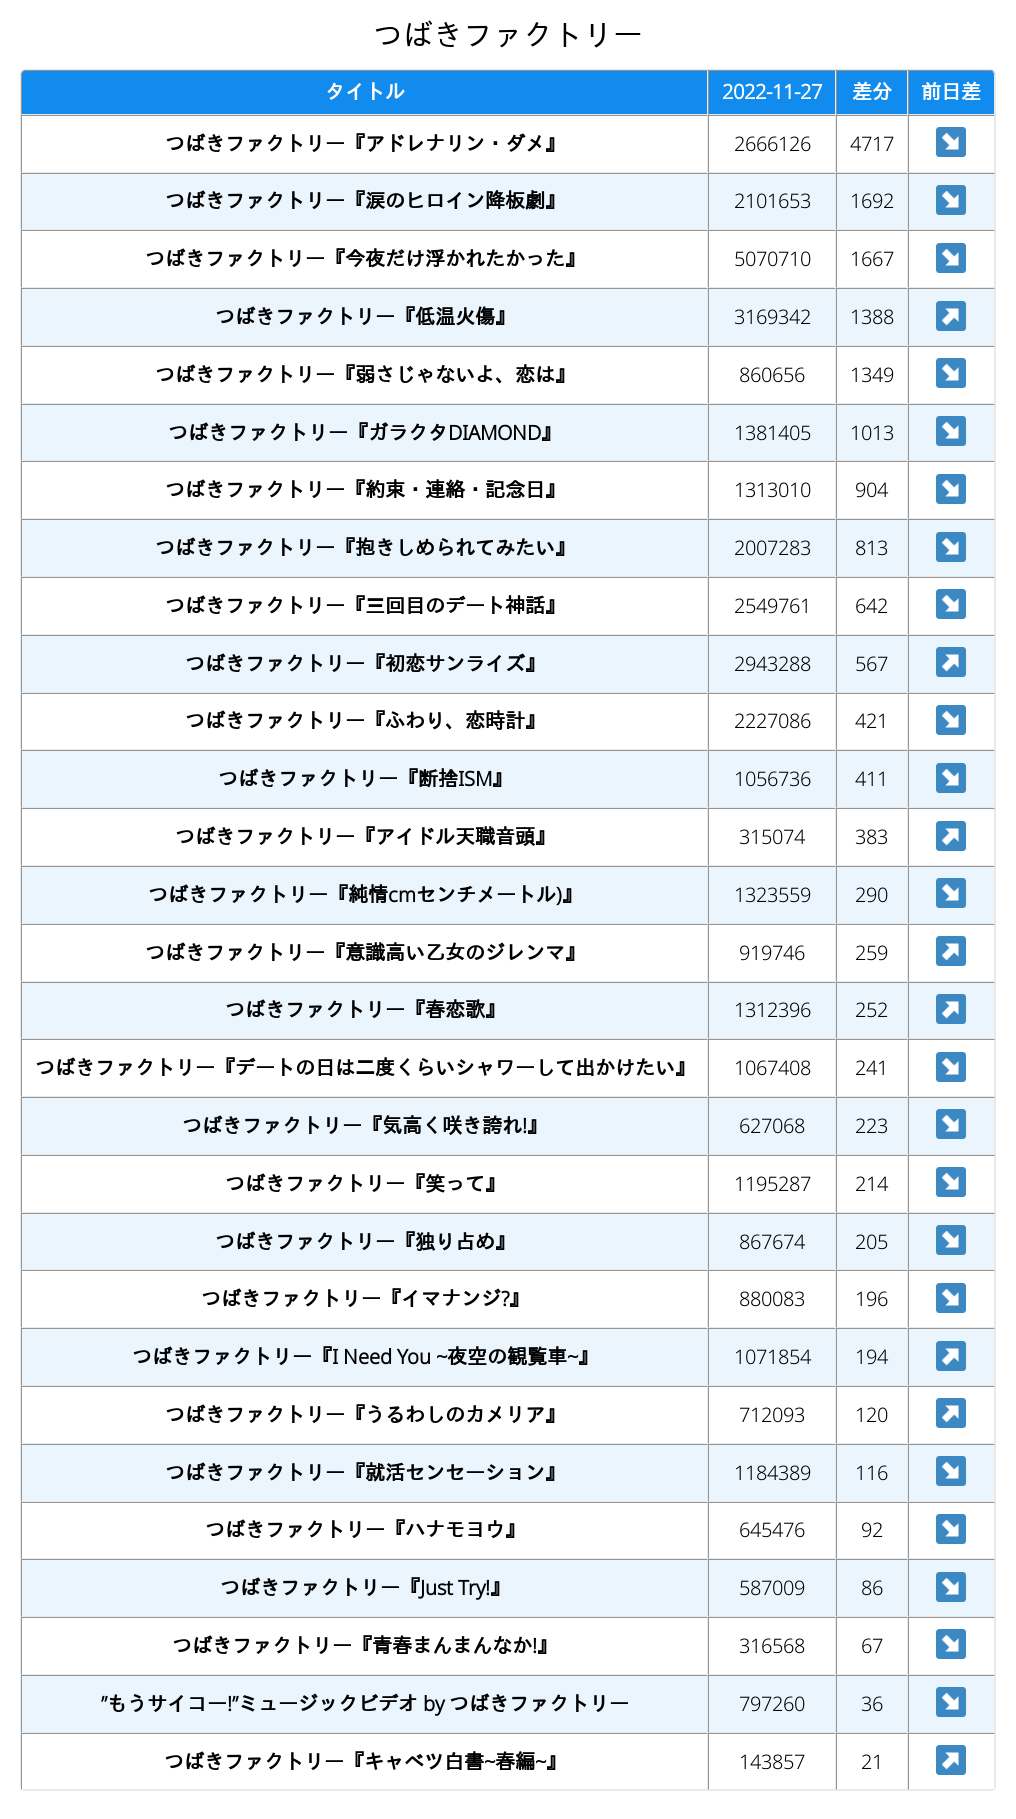 つばきファクトリー
タイトル 2022-11-27 差分 前日差
つばきファクトリー『アドレナリン・ダメ』 2666126 4717 ↘
つばきファクトリー『涙のヒロイン降板劇』 2101653 1692 ↘
つばきファクトリー『今夜だけ浮かれたかった』 5070710 1667 ↘
つばきファクトリー『低温火傷』 3169342 1388 ↗
つばきファクトリー『弱さじゃないよ、恋は』 860656 1349 ↘
つばきファクトリー『ガラクタDIAMOND』 1381405 1013 ↘
つばきファクトリー『約束・連絡・記念日』 1313010 904 ↘
つばきファクトリー『抱きしめられてみたい』 2007283 813 ↘
つばきファクトリー『三回目のデート神話』 2549761 642 ↘
つばきファクトリー『初恋サンライズ』 2943288 567 ↗
つばきファクトリー『ふわり、恋時計』 2227086 421 ↘
つばきファクトリー『断捨ISM』 1056736 411 ↘
つばきファクトリー『アイドル天職音頭』 315074 383 ↗
つばきファクトリー『純情cmセンチメートル)』 1323559 290 ↘
つばきファクトリー『意識高い乙女のジレンマ』 919746 259 ↗
つばきファクトリー『春恋歌』 1312396 252 ↗
つばきファクトリー『デートの日は二度くらいシャワーして出かけたい』 1067408 241 ↘
つばきファクトリー『気高く咲き誇れ!』 627068 223 ↘
つばきファクトリー『笑って』 1195287 214 ↘
つばきファクトリー『独り占め』 867674 205 ↘
つばきファクトリー『イマナンジ?』 880083 196 ↘
つばきファクトリー『I Need You ~夜空の観覧車~』 1071854 194 ↗
つばきファクトリー『うるわしのカメリア』 712093 120 ↗
つばきファクトリー『就活センセーション』 1184389 116 ↘
つばきファクトリー『ハナモヨウ』 645476 92 ↘
つばきファクトリー『Just Try!』 587009 86 ↘
つばきファクトリー『青春まんまんなか!』 316568 67 ↘
”もうサイコー!”ミュージックビデオ by つばきファクトリー 797260 36 ↘
つばきファクトリー『キャベツ白書~春編~』 143857 21 ↗